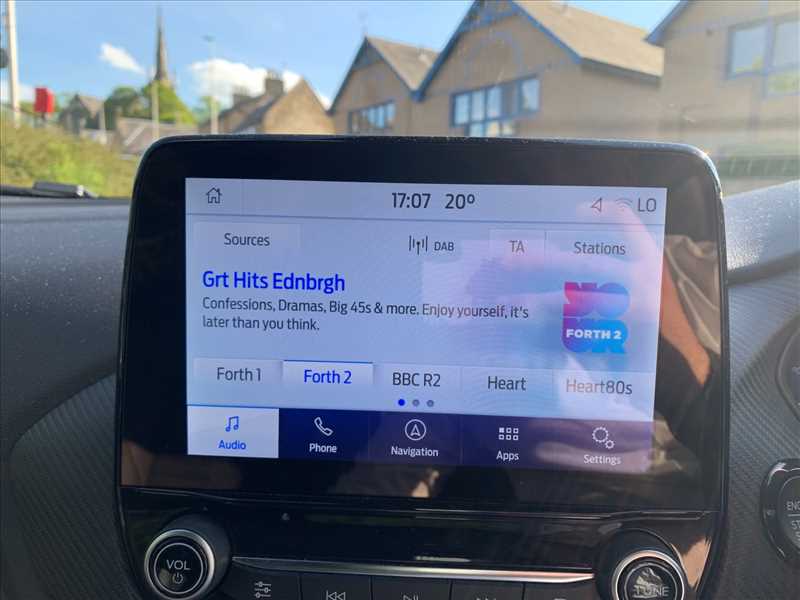 17:07 20°
LO
Sources
DAB
TA
Stations
Grt Hits Ednbrgh
Confessions, Dramas, Big 45s & more. Enjoy yourself, it's
later than you think.
FORTH 2
Forth 1
Forth 2
BBC R2
Heart
Heart80s
Audio
Phone
Navigation
Apps
Settings
VOL
TUNE